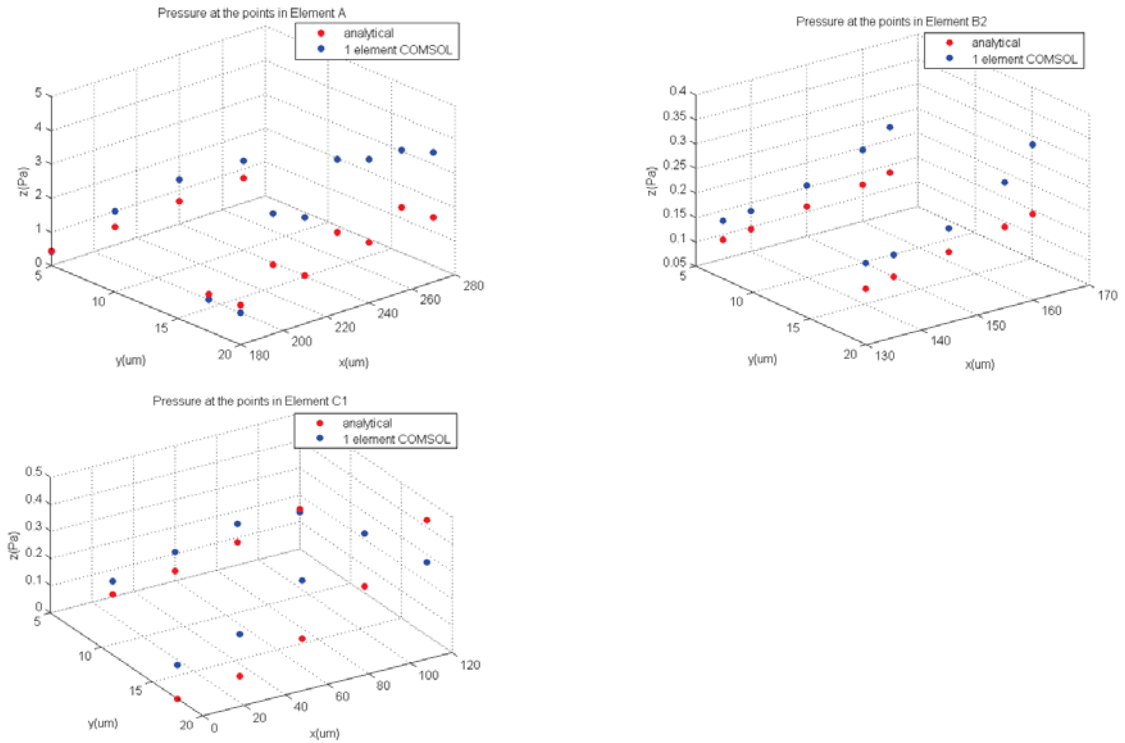 Pressure at the points in Element A
analytical
1 element COMSOL
5
4
3
2
1
0
z(Pa)
5
10
15
20
y(um)
180
200
220
240
260
280
x(um)
Pressure at the points in Element B2
analytical
1 element COMSOL
0.4
0.35
0.3
0.25
0.2
0.15
0.1
0.05
z(Pa)
5
10
15
20
y(um)
130
140
150
160
170
x(um)
Pressure at the points in Element C1
analytical
1 element COMSOL
0.5
0.4
0.3
0.2
0.1
0
z(Pa)
5
10
15
20
y(um)
0
20
40
60
80
100
120
x(um)